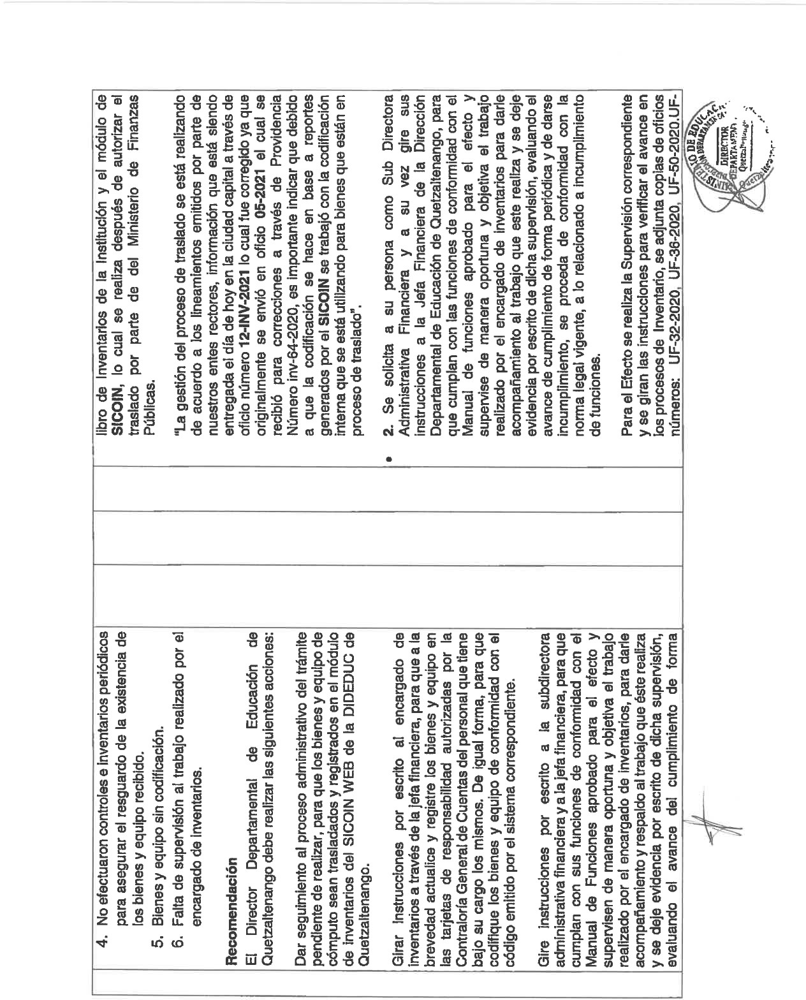 4. No efectuaron controles e inventarios periódicos
para asegurar el resguardo de la existencia de
los bienes y equipo recibido.
5. Bienes y equipo sin codificación.
6. Falta de supervisión al trabajo realizado por el
encargado de inventarios.
Recomendación
El Director Departamental de Educación de
Quetzaltenango debe realizar las siguientes acciones:
Dar seguimiento al proceso administrativo del trámite
pendiente de realizar, para que los bienes y equipo de
cómputo sean trasladados y registrados en el módulo
de inventarios del SICOIN WEB de la DIDEDUC de
Quetzaltenango.
Girar Instrucciones por escrito al encargado de
inventarios a través de la jefa financiera, para que a la
brevedad actualice y registre los bienes y equipo en
las tarjetas de responsabilidad autorizadas por la
Contraloría General de Cuentas del personal que tiene
bajo su cargo los mismos. De igual forma, para que
codifique los bienes y equipo de conformidad con el
código emitido por el sistema correspondiente.
Gire instrucciones por escrito a la subdirectora
administrativa financiera y a la jefa financiera, para que
cumplan con sus funciones de conformidad con el
Manual de Funciones aprobado para el efecto y
supervisen de manera oportuna y objetiva el trabajo
realizado por el encargado de inventarios, para darle
acompañamiento y respaldo al trabajo que éste realiza
y se deje evidencia por escrito de dicha supervisión,
evaluando el avance del cumplimiento de forma
libro de Inventarios de la Institución y el módulo de
SICOIN, lo cual se realiza después de autorizar el
traslado por parte de del Ministerio de Finanzas
Públicas.
“La gestión del proceso de traslado se está realizando
de acuerdo a los lineamientos emitidos por parte de
nuestros entes rectores, información que está siendo
entregada el día de hoy en la ciudad capital a través de
oficio número 12-INV-2021 lo cual fue corregido ya que
originalmente se envió en oficio 05-2021 el cual se
recibió para correcciones a través de Providencia
Número inv-64-2020, es importante indicar que debido
a que la codificación se hace en base a reportes
generados por el SICOIN se trabajó con la codificación
interna que se está utilizando para bienes que están en
proceso de traslado”.
• 2. Se solicita a su persona como Sub Directora
Administrativa Financiera y a su vez gire sus
instrucciones a la Jefa Financiera de la Dirección
Departamental de Educación de Quetzaltenango, para
que cumplan con las funciones de conformidad con el
Manual de funciones aprobado para el efecto y
supervise de manera oportuna y objetiva el trabajo
realizado por el encargado de inventarios para darle
acompañamiento al trabajo que este realiza y se deje
evidencia por escrito de dicha supervisión, evaluando el
avance de cumplimiento de forma periódica y de darse
incumplimiento, se proceda de conformidad con la
norma legal vigente, a lo relacionado a incumplimiento
de funciones.
Para el Efecto se realiza la Supervisión correspondiente
y se giran las instrucciones para verificar el avance en
los procesos de Inventario, se adjunta copias de oficios
números: UF-32-2020, UF-36-2020, UF-50-2020.UF-
DIRECTOR